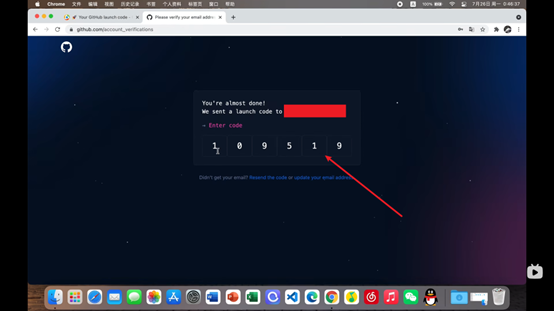 Chrome 文件 编辑 视图 历史记录 书签 个人资料 标签页 窗口 帮助
100%
7月25日 周一 0:46:37
🚀 Your GitHub launch code -
Please verify your email addre
github.com/account_verifications
You're almost done!
We sent a launch code to
→ Enter code
1 0 9 5 1 9
Didn't get your email? Resend the code or update your email address